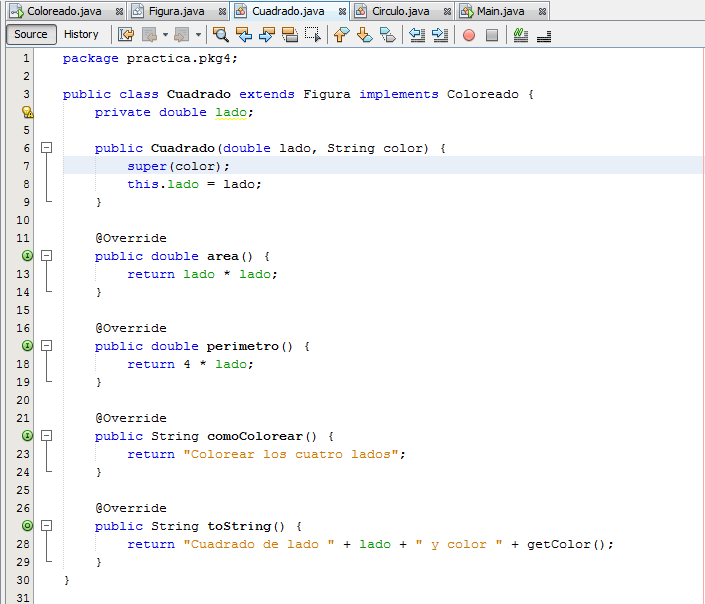 Coloreado.java Figura.java Cuadrado.java Circulo.java Main.java
Source History
1 package practica.pkg4;
2
3 public class Cuadrado extends Figura implements Coloreado {
private double lado;
5
6 public Cuadrado(double lado, String color) {
7 super(color);
8 this.lado = lado;
9 }
10
11 @Override
public double area() {
13 return lado * lado;
14 }
15
16 @Override
public double perimetro() {
18 return 4 * lado;
19 }
20
21 @Override
public String comoColorear() {
23 return "Colorear los cuatro lados";
24 }
25
26 @Override
public String toString() {
28 return "Cuadrado de lado " + lado + " y color " + getColor();
29 }
30 }
31